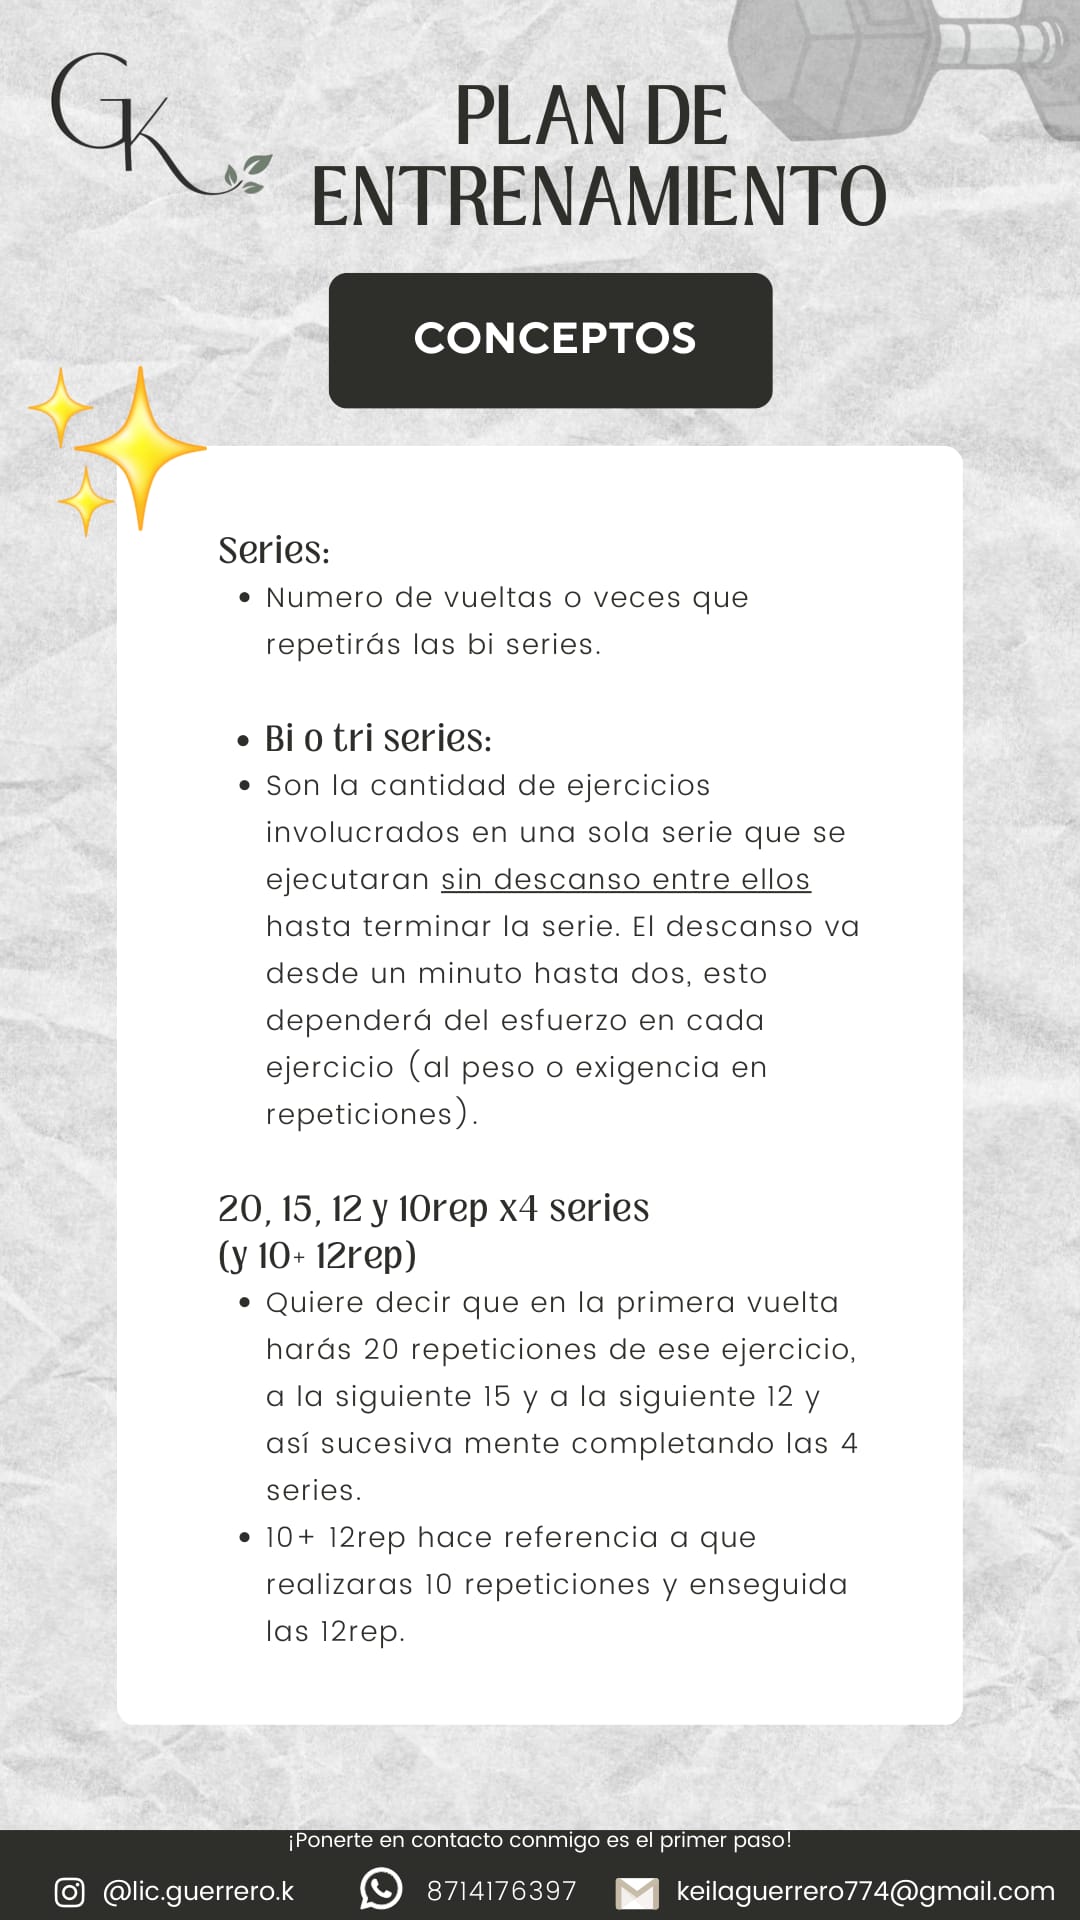 GK
PLAN DE
ENTRENAMIENTO
CONCEPTOS
Series:
• Numero de vueltas o veces que
repetirás las bi series.
• Bi o tri series:
• Son la cantidad de ejercicios
involucrados en una sola serie que se
ejecutaran sin descanso entre ellos
hasta terminar la serie. El descanso va
desde un minuto hasta dos, esto
dependerá del esfuerzo en cada
ejercicio (al peso o exigencia en
repeticiones).
20, 15, 12 y 10rep x4 series
(y 10+ 12rep)
• Quiere decir que en la primera vuelta
harás 20 repeticiones de ese ejercicio,
a la siguiente 15 y a la siguiente 12 y
así sucesiva mente completando las 4
series.
• 10+ 12rep hace referencia a que
realizaras 10 repeticiones y enseguida
las 12rep.
¡Ponerte en contacto conmigo es el primer paso!
@lic.guerrero.k
8714176397
keilaguerrero774@gmail.com